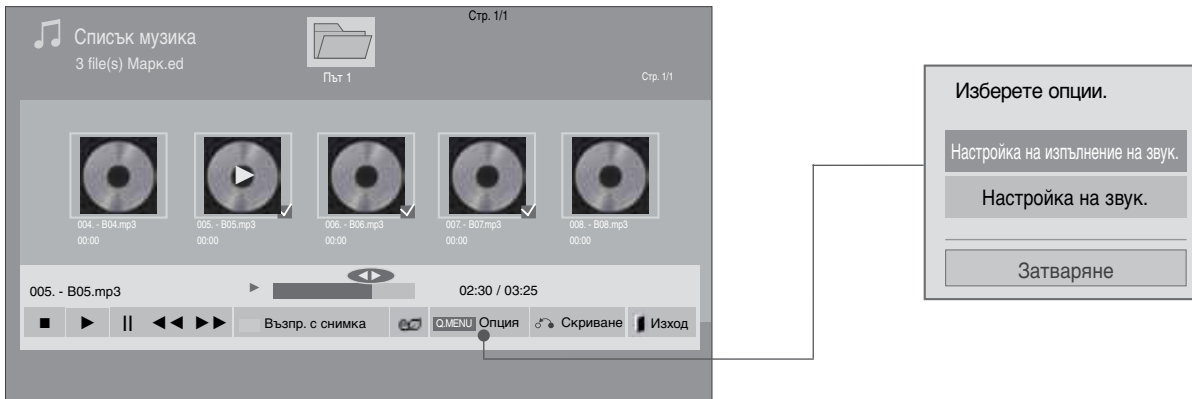 Стр. 1/1
Списък музика
3 file(s) Марк.ed
Път 1
Стр. 1/1
004. - B04.mp3
00:00
005. - B05.mp3
00:00
006. - B06.mp3
00:00
007. - B07.mp3
00:00
008. - B08.mp3
00:00
005. - B05.mp3
02:30 / 03:25
Възпр. с снимка
Q.MENU Опция
Скриване
Изход
Изберете опции.
Настройка на изпълнение на звук.
Настройка на звук.
Затваряне